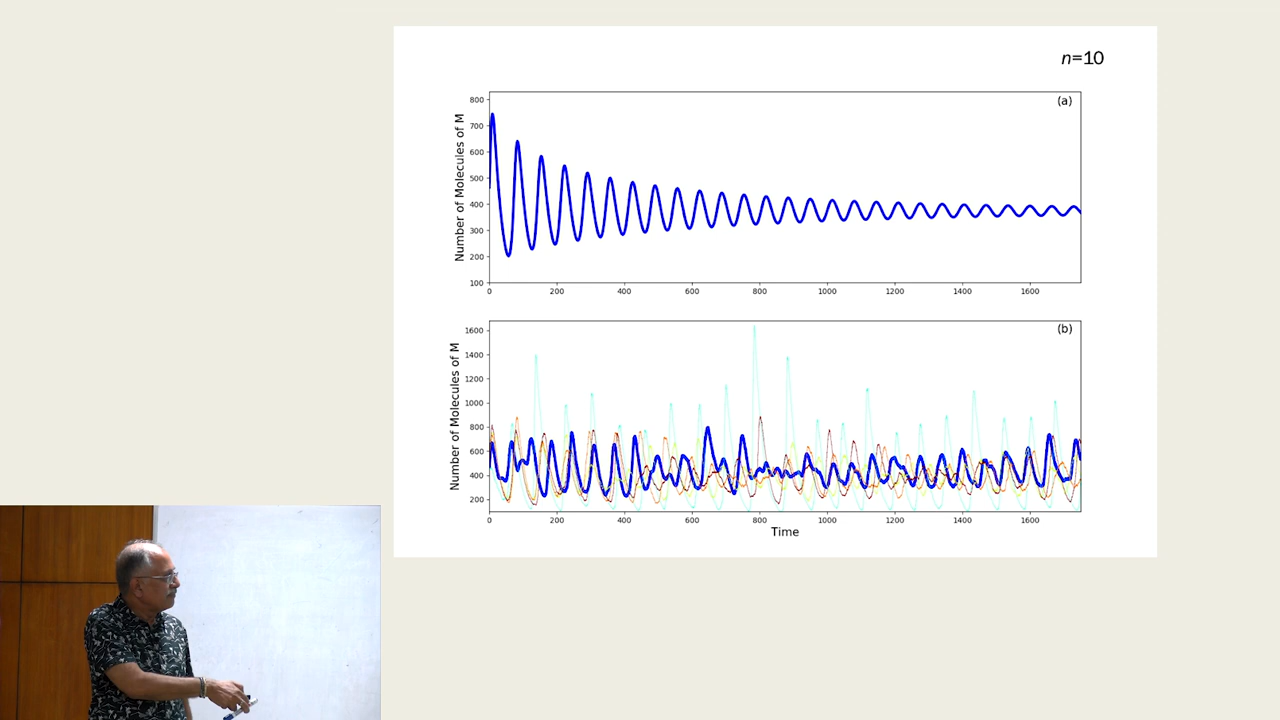 n=10
(a)
Number of Molecules of M
800
700
600
500
400
300
200
100
0 200 400 600 800 1000 1200 1400 1600
(b)
Number of Molecules of M
1600
1400
1200
1000
800
600
400
200
0 200 400 600 800 1000 1200 1400 1600
Time